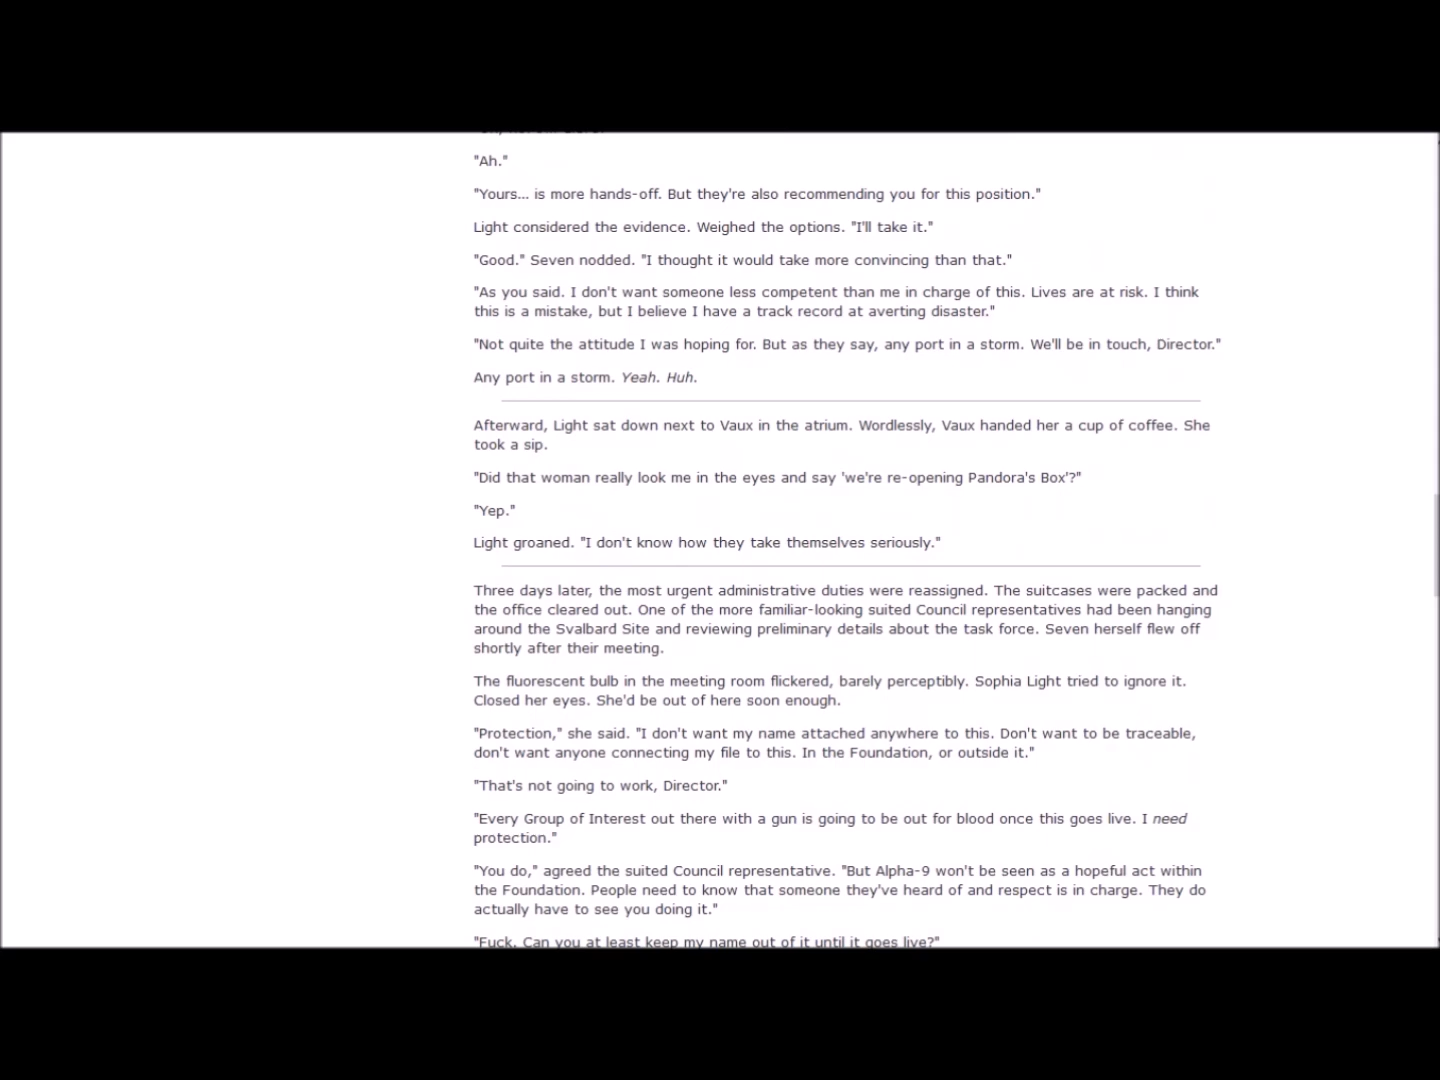 "Ah."
"Yours... is more hands-off. But they're also recommending you for this position."
Light considered the evidence. Weighed the options. "I'll take it."
"Good." Seven nodded. "I thought it would take more convincing than that."
"As you said. I don't want someone less competent than me in charge of this. Lives are at risk. I think
this is a mistake, but I believe I have a track record at averting disaster."
"Not quite the attitude I was hoping for. But as they say, any port in a storm. We'll be in touch, Director."
Any port in a storm. Yeah. Huh.
Afterward, Light sat down next to Vaux in the atrium. Wordlessly, Vaux handed her a cup of coffee. She
took a sip.
"Did that woman really look me in the eyes and say 'we're re-opening Pandora's Box'?"
"Yep."
Light groaned. "I don't know how they take themselves seriously."
Three days later, the most urgent administrative duties were reassigned. The suitcases were packed and
the office cleared out. One of the more familiar-looking suited Council representatives had been hanging
around the Svalbard Site and reviewing preliminary details about the task force. Seven herself flew off
shortly after their meeting.
The fluorescent bulb in the meeting room flickered, barely perceptibly. Sophia Light tried to ignore it.
Closed her eyes. She'd be out of here soon enough.
"Protection," she said. "I don't want my name attached anywhere to this. Don't want to be traceable,
don't want anyone connecting my file to this. In the Foundation, or outside it."
"That's not going to work, Director."
"Every Group of Interest out there with a gun is going to be out for blood once this goes live. I need
protection."
"You do," agreed the suited Council representative. "But Alpha-9 won't be seen as a hopeful act within
the Foundation. People need to know that someone they've heard of and respect is in charge. They do
actually have to see you doing it."
"Fuck. Can you at least keep my name out of it until it goes live?"